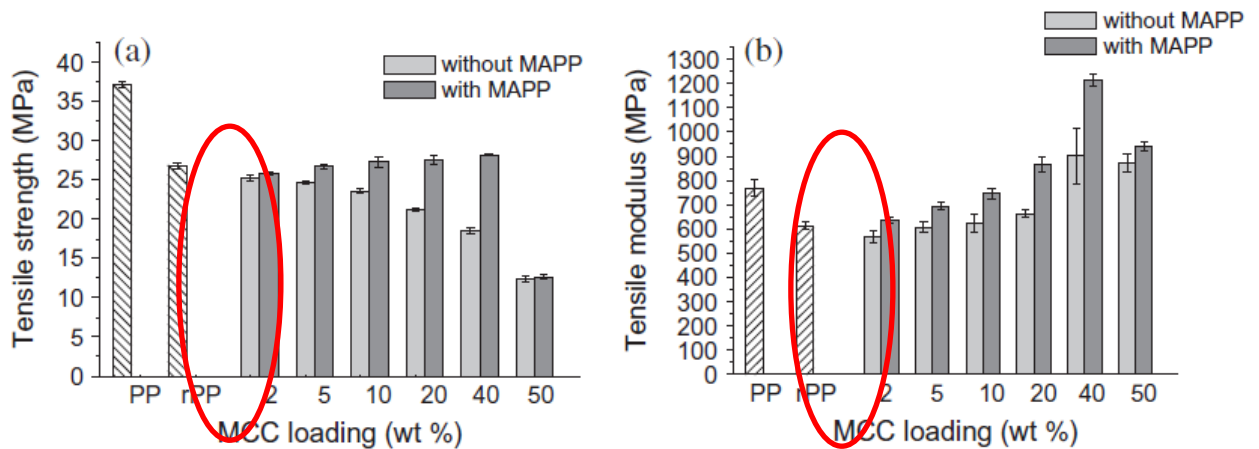 (a)
without MAPP
with MAPP
Tensile strength (MPa)
40
35
30
25
20
15
10
5
0
PP rPP 2 5 10 20 40 50
MCC loading (wt %)
(b)
without MAPP
with MAPP
Tensile modulus (MPa)
1300
1200
1100
1000
900
800
700
600
500
400
300
200
100
0
PP rPP 2 5 10 20 40 50
MCC loading (wt %)